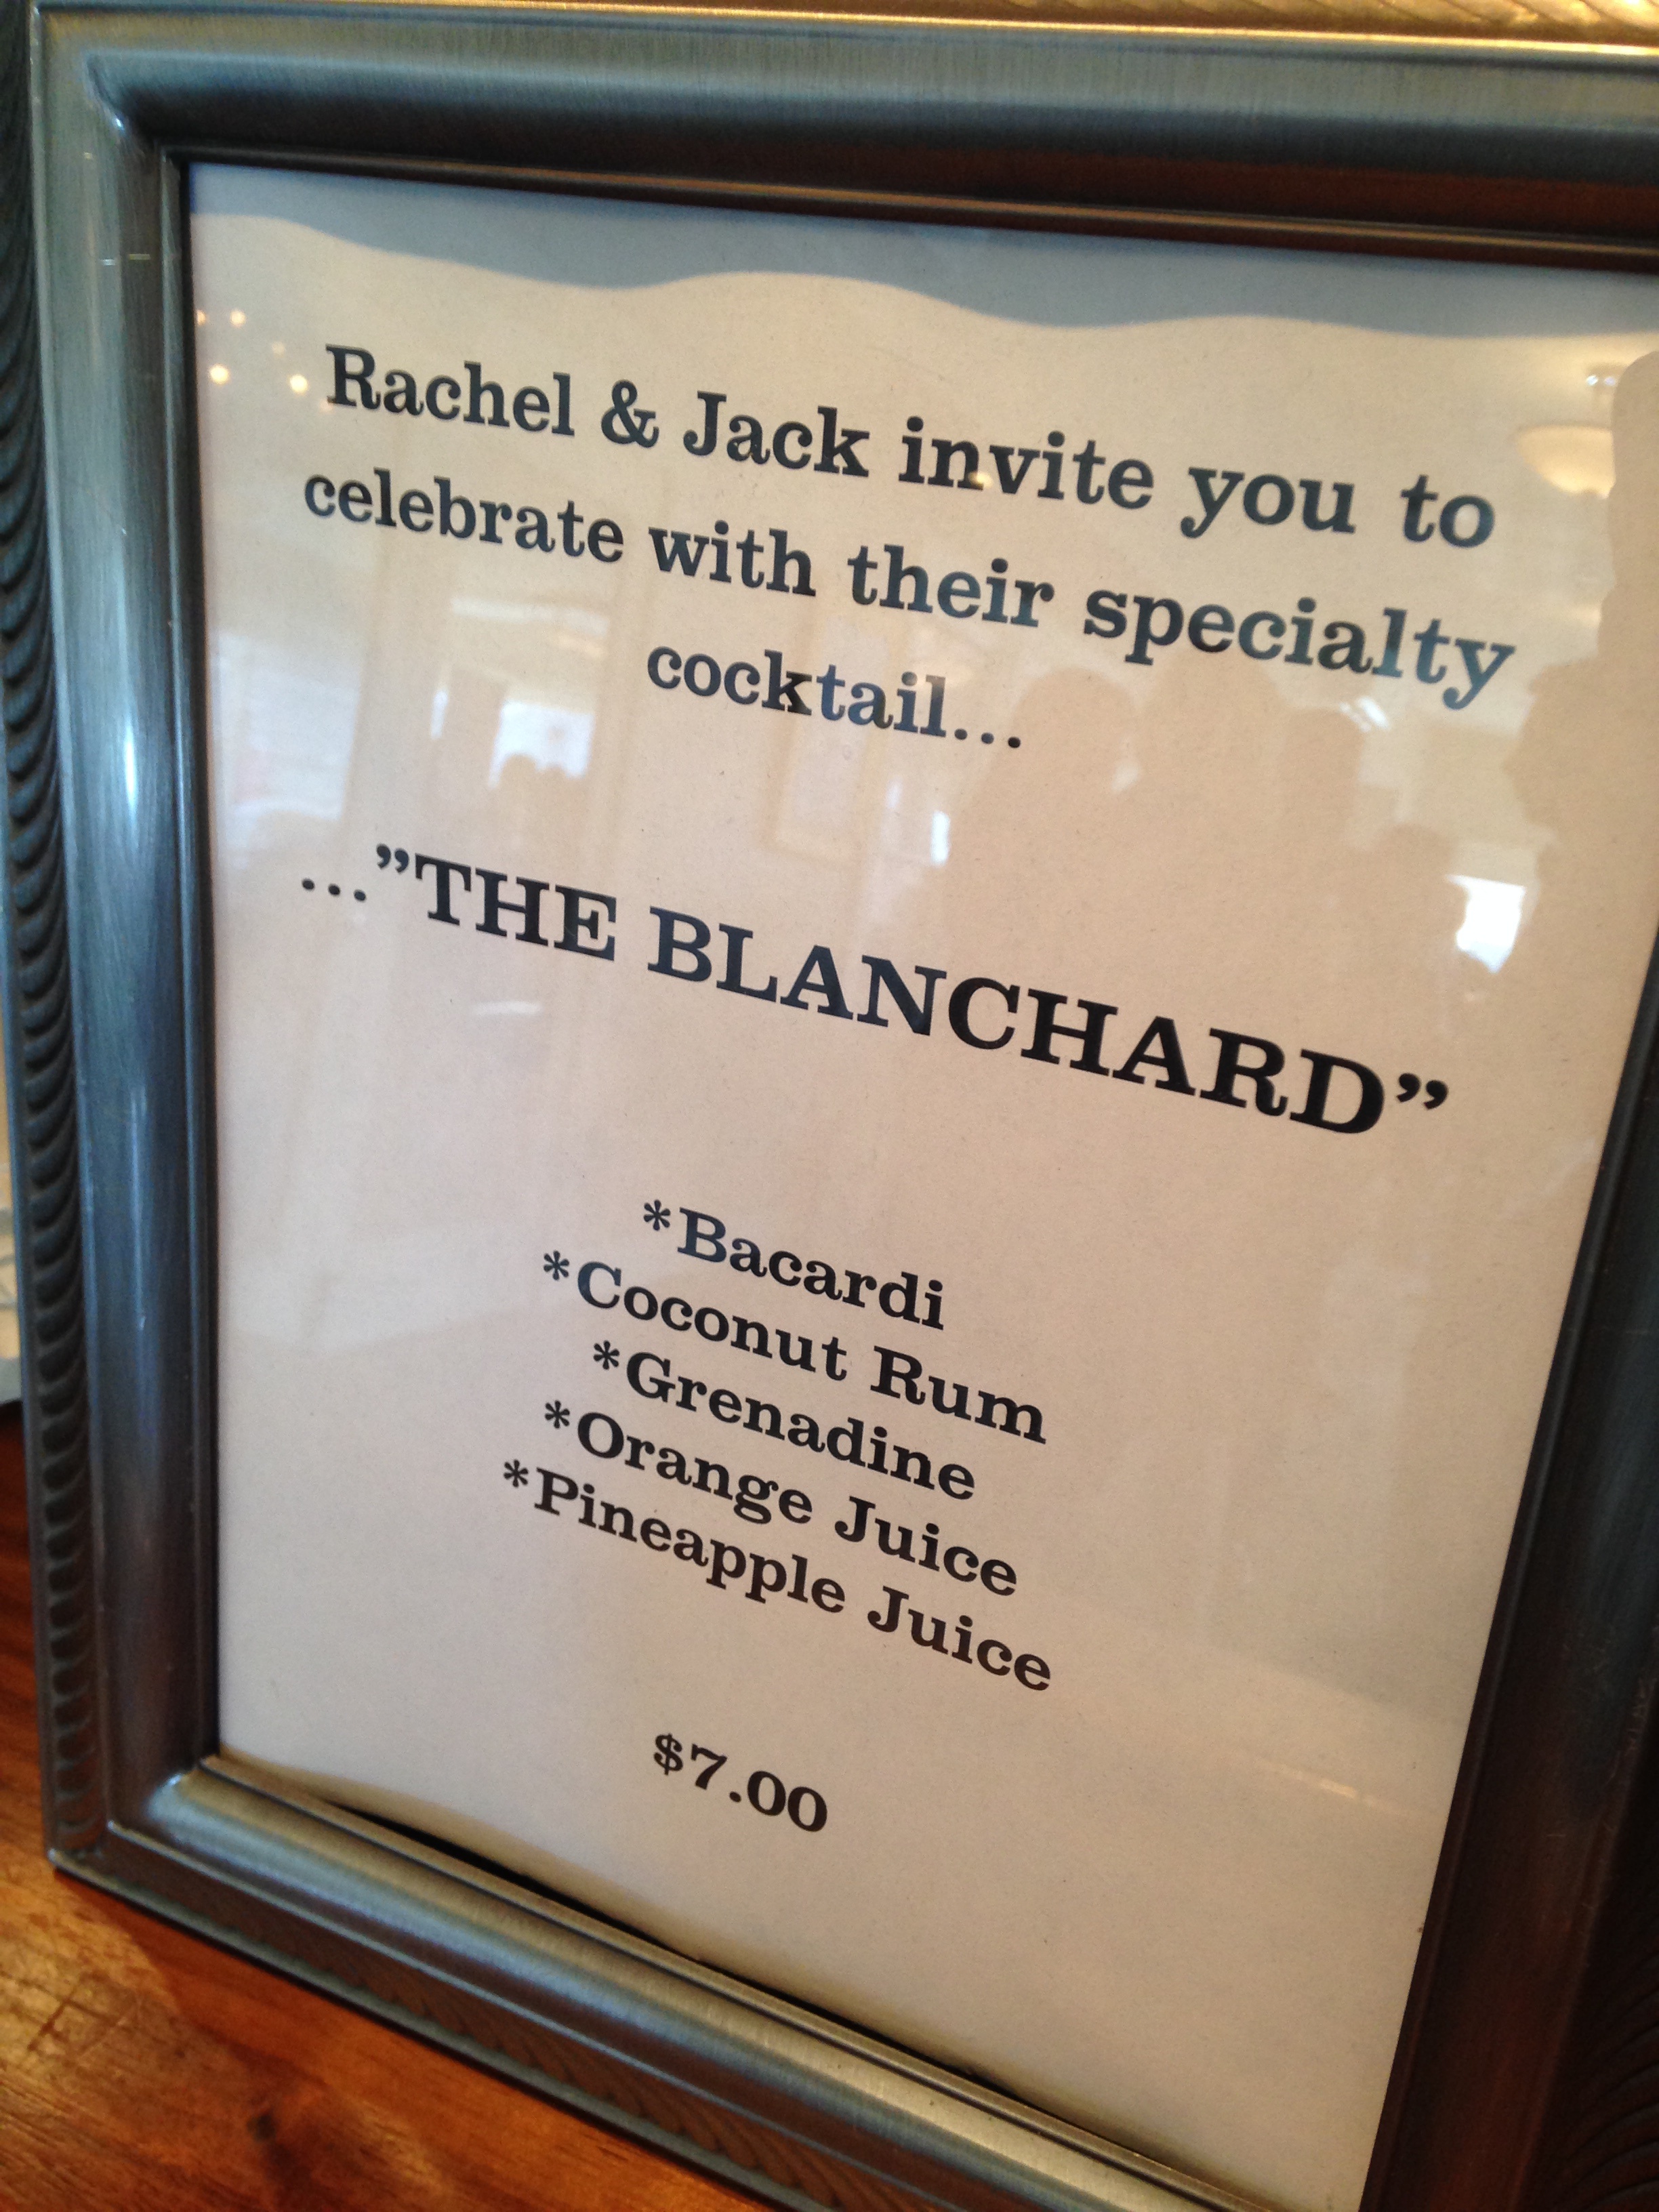 Rachel & Jack invite you to
celebrate with their specialty
cocktail...
...”THE BLANCHARD”
*Bacardi
*Coconut Rum
*Grenadine
*Orange Juice
*Pineapple Juice
$7.00